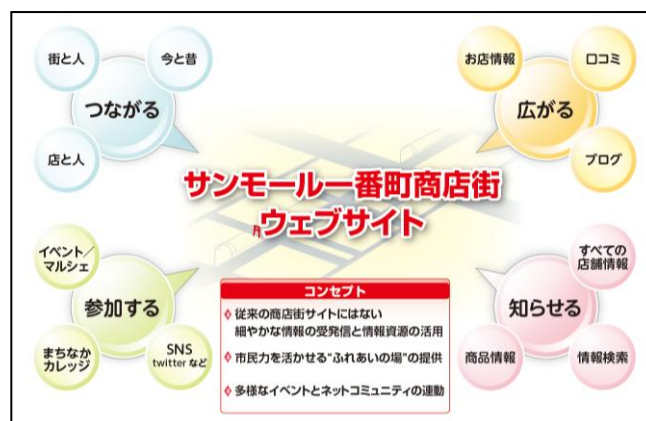 街と人
今と昔
つながる
店と人
お店情報
口コミ
広がる
ブログ
サンモール一番町商店街
ウェブサイト
イベント／
マルシェ
参加する
まちなか
カレッジ
SNS
twitter など
コンセプト
従来の商店街サイトにはない
細やかな情報の受発信と情報資源の活用
市民力を活かせる“ふれあいの場”の提供
多様なイベントとネットコミュニティの連動
すべての
店舗情報
知らせる
商品情報
情報検索